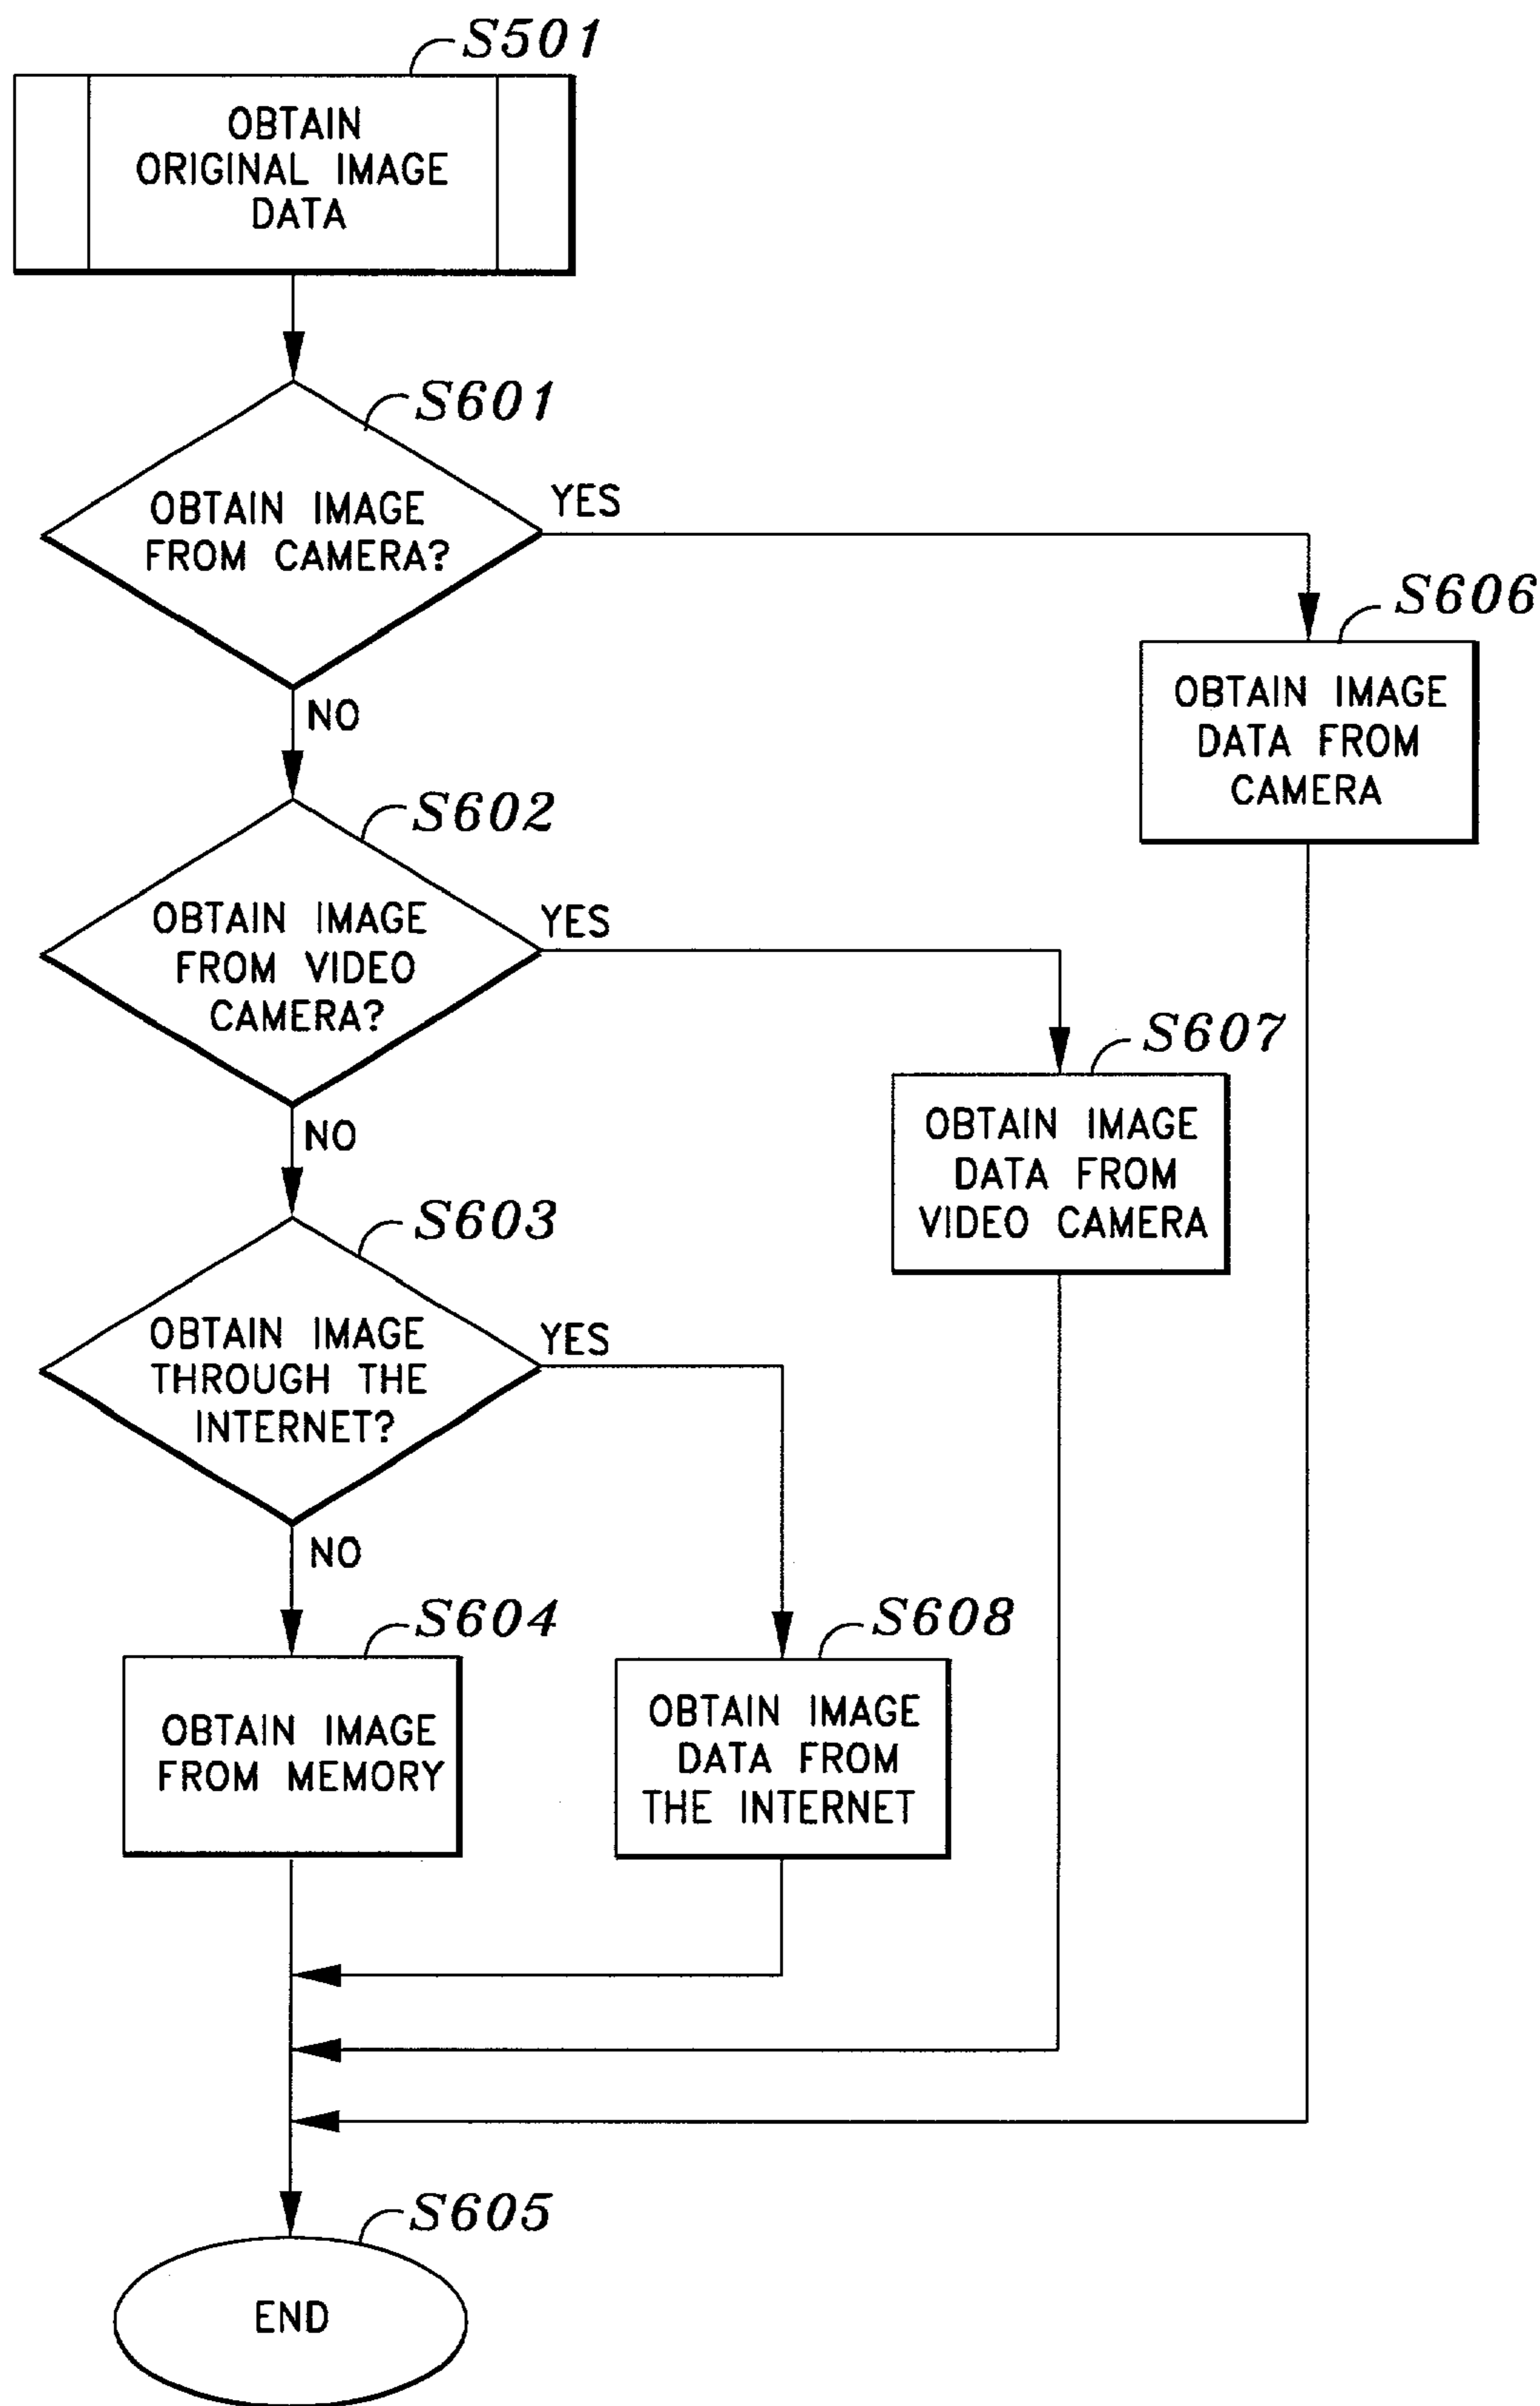 S501
OBTAIN
ORIGINAL IMAGE
DATA
S601
OBTAIN IMAGE
FROM CAMERA?
YES
NO
S606
OBTAIN IMAGE
DATA FROM
CAMERA
S602
OBTAIN IMAGE
FROM VIDEO
CAMERA?
YES
NO
S607
OBTAIN IMAGE
DATA FROM
VIDEO CAMERA
S603
OBTAIN IMAGE
THROUGH THE
INTERNET?
YES
NO
S604
OBTAIN IMAGE
FROM MEMORY
S608
OBTAIN IMAGE
DATA FROM
THE INTERNET
S605
END